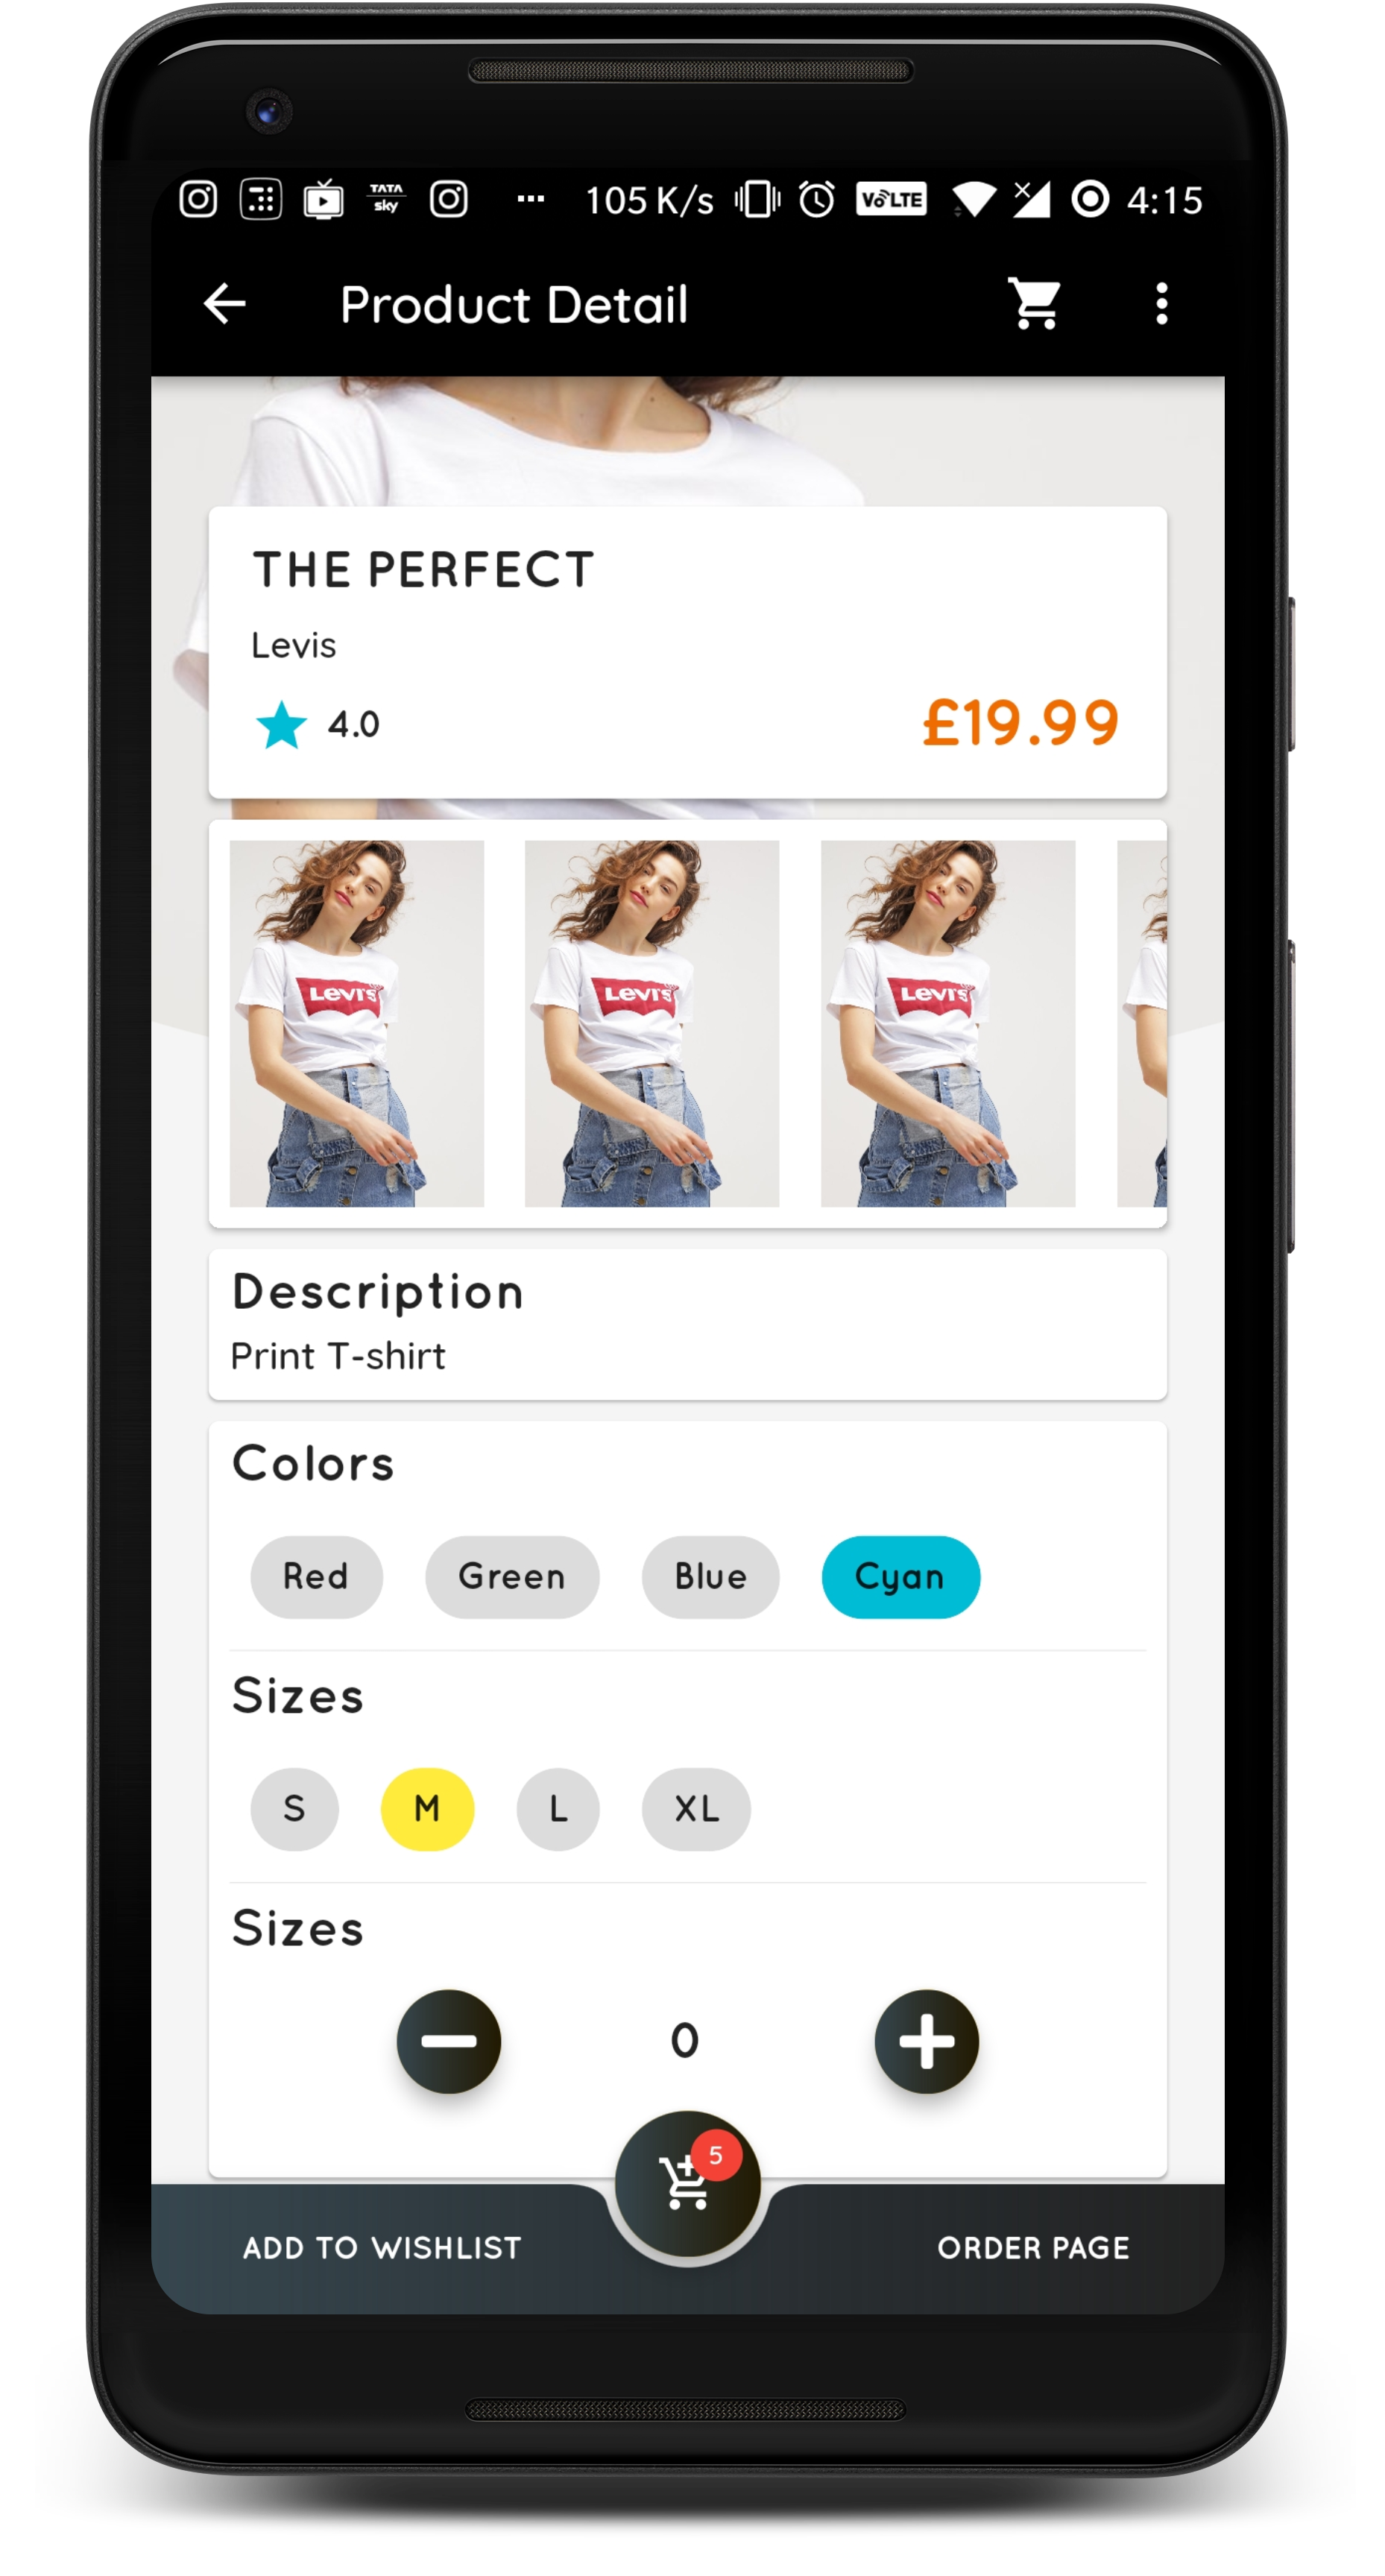 TATA sky ... 105 K/s VoLTE 4:15
Product Detail
THE PERFECT
Levis
4.0 £19.99
Levi's Levi's Levi's
Description
Print T-shirt
Colors
Red Green Blue Cyan
Sizes
S M L XL
Sizes
0
5
ADD TO WISHLIST ORDER PAGE